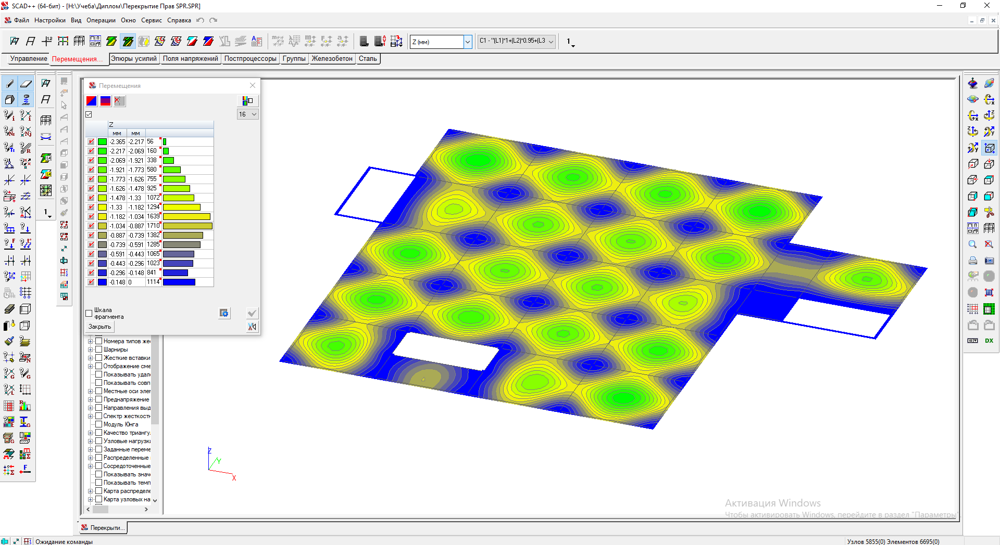 SCAD++ (64-бит) - [H:\Учеба\Диплом\Перекрытие Прав SPR.SPR]
Файл Настройки Вид Операции Окно Сервис Справка
Z (мм)
C1 - "(L1)*1+(L2)*0.95+(L3
1
Управление Перемещения... Эпюры усилий Поля напряжений Постпроцессоры Группы Железобетон Сталь
Перемещения
16
Z
мм мм
-2.365 -2.217 56
-2.217 -2.069 160
-2.069 -1.921 338
-1.921 -1.773 580
-1.773 -1.626 755
-1.626 -1.478 925
-1.478 -1.33 1072
-1.33 -1.182 1294
-1.182 -1.034 1639
-1.034 -0.887 1710
-0.887 -0.739 1382
-0.739 -0.591 1285
-0.591 -0.443 1065
-0.443 -0.296 1023
-0.296 -0.148 841
-0.148 0 1114
Шкала
фрагмента
Закрыть
1
Номера типов же
Шарниры
Жесткие вставки
Отображение сме
Показывать удал
Показывать совп
Местные оси элем
Преднапряжение
Направления выд
Спектр жесткост
Модуль Юнга
Качество триангу.
Узловые нагрузки
Заданные переме
Распределенные
Сосредоточенные
Показывать знач
Показывать темп
Карта распределе
Карта узловых на
Z
Y
X
DX
Активация Windows
Чтобы активировать Windows, перейдите в раздел "Параметры".
Перекрыти...
Ожидание команды
Узлов 5855(0) Элементов 6695(0)